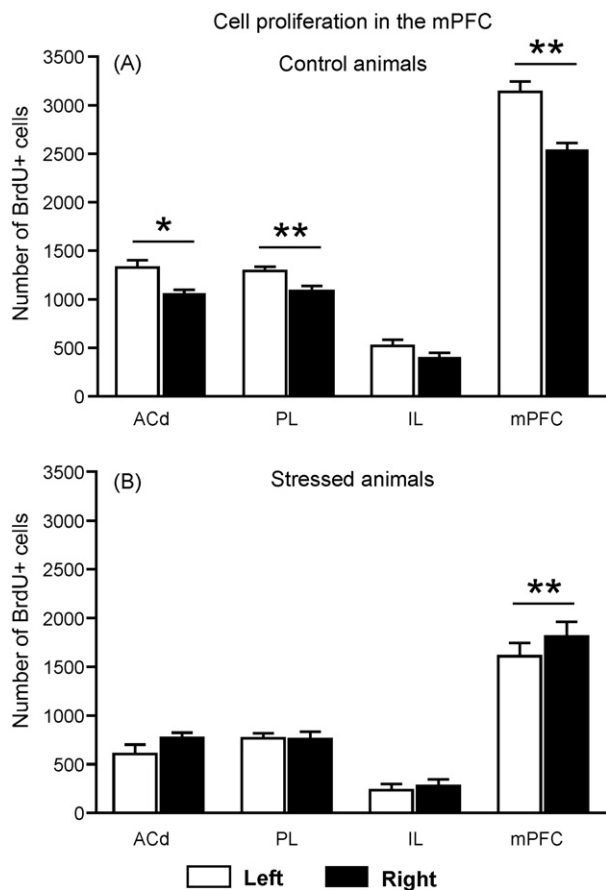 Cell proliferation in the mPFC
(A) Control animals
Number of BrdU+ cells
3500
3000
2500
2000
1500
1000
500
0
* ** **
ACd PL IL mPFC
(B) Stressed animals
Number of BrdU+ cells
3500
3000
2500
2000
1500
1000
500
0
**
ACd PL IL mPFC
Left Right